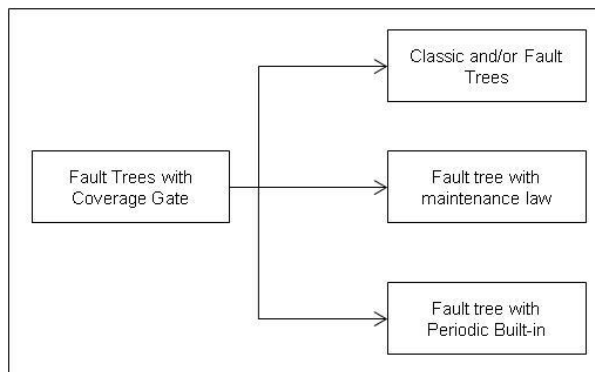 Classic and/or Fault
Trees
Fault Trees with
Coverage Gate
Fault tree with
maintenance law
Fault tree with
Periodic Built-in